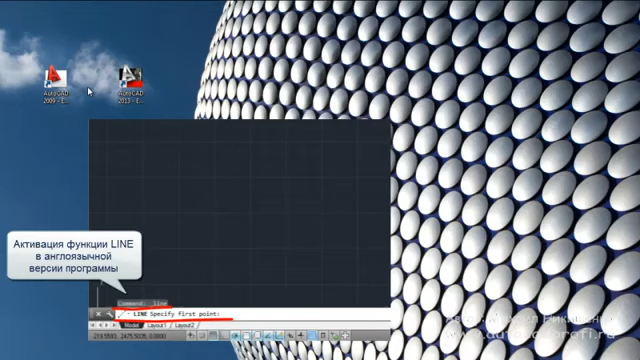 AutoCAD
2009 - E...
AutoCAD
2013 - E...
Активация функции LINE
в англоязычной
версии программы
Command: _line
LINE Specify first point:
Model
Layout1
Layout2